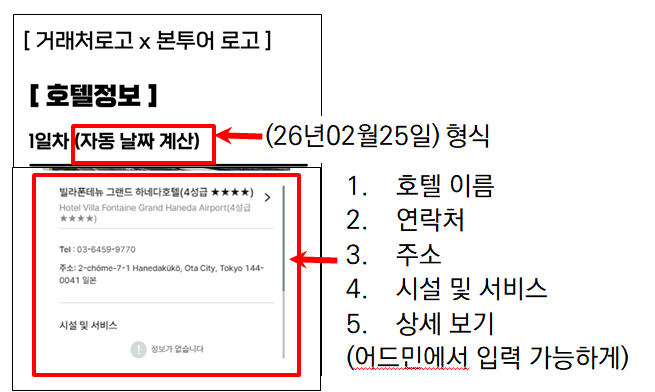 [ 거래처로고 x 본투어 로고 ]
[ 호텔정보 ]
1일차 (자동 날짜 계산)
(26년02월25일) 형식
빌라폰테뉴 그랜드 하네다호텔(4성급 ★★★★)
Hotel Villa Fontaine Grand Haneda Airport(4성급
★★★★)
Tel : 03-6459-9770
주소: 2-chōme-7-1 Hanedakūkō, Ota City, Tokyo 144-
0041 일본
시설 및 서비스
정보가 없습니다
1. 호텔 이름
2. 연락처
3. 주소
4. 시설 및 서비스
5. 상세 보기
(어드민에서 입력 가능하게)